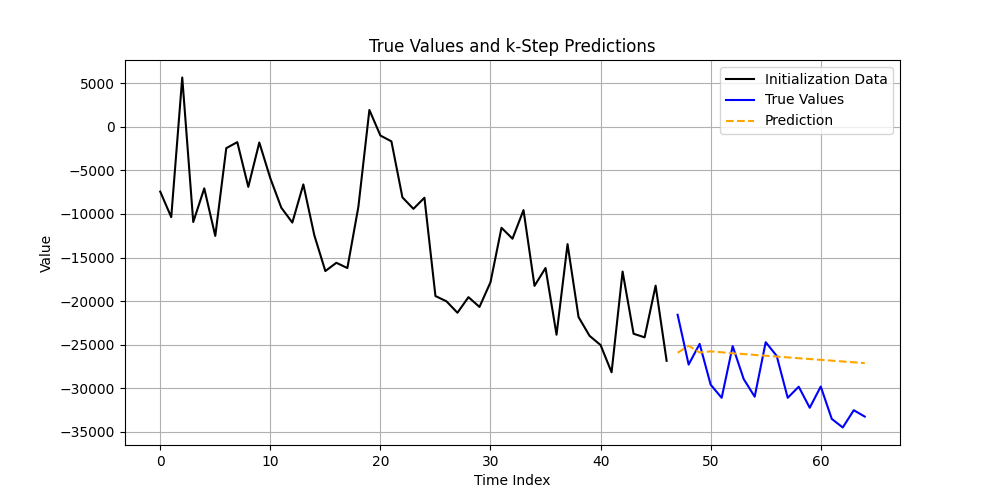 True Values and k-Step Predictions
Initialization Data
True Values
Prediction
5000
0
−5000
−10000
−15000
−20000
−25000
−30000
−35000
Value
0 10 20 30 40 50 60
Time Index